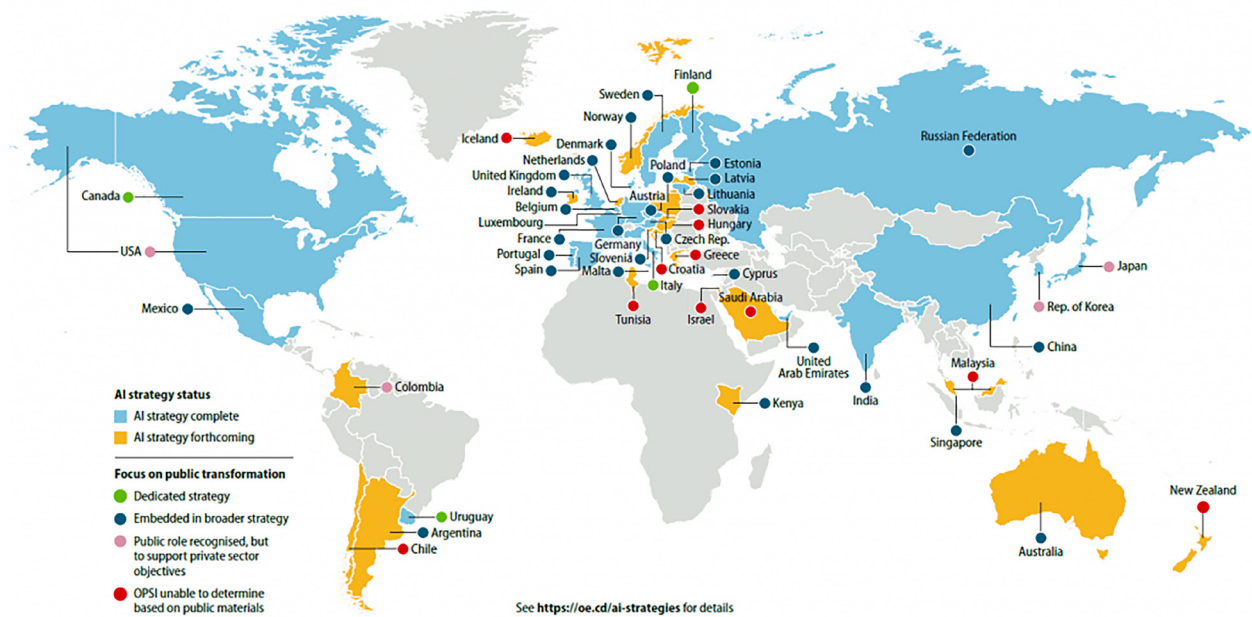 Finland
Sweden
Norway
Russian Federation
Iceland
Denmark
Netherlands
Poland
Estonia
United Kingdom
Latvia
Canada
Ireland
Austria
Lithuania
Belgium
Slovakia
Luxembourg
Hungary
France
Germany
Czech Rep.
USA
Portugal
Slovenia
Greece
Spain
Malta
Croatia
Cyprus
Japan
Italy
Saudi Arabia
Mexico
Tunisia
Israel
Rep. of Korea
China
United
Arab Emirates
Malaysia
Colombia
India
Kenya
Singapore
AI strategy status
AI strategy complete
AI strategy forthcoming
Focus on public transformation
Dedicated strategy
Embedded in broader strategy
Public role recognised, but
to support private sector
objectives
OPSI unable to determine
based on public materials
Uruguay
Argentina
Chile
New Zealand
Australia
See https://oe.cd/ai-strategies for details